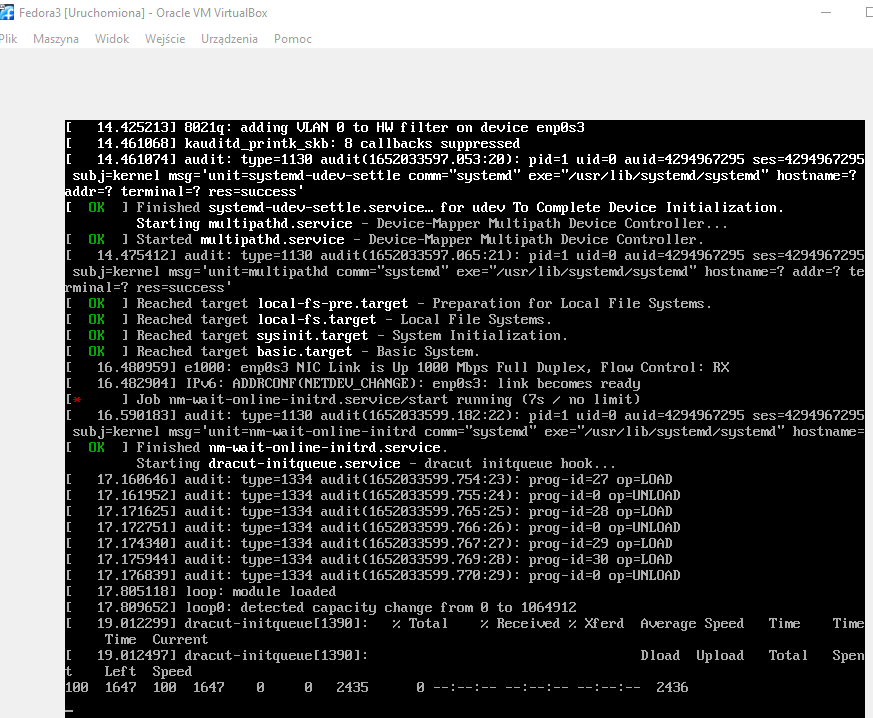 Fedora3 [Uruchomiona] - Oracle VM VirtualBox
Plik Maszyna Widok Wejście Urządzenia Pomoc
[   14.425213] 8021q: adding VLAN 0 to HW filter on device enp0s3
[   14.461068] kauditd_printk_skb: 8 callbacks suppressed
[   14.461074] audit: type=1130 audit(1652033597.053:20): pid=1 uid=0 auid=4294967295 ses=4294967295
 subj=kernel msg='unit=systemd-udev-settle comm="systemd" exe="/usr/lib/systemd/systemd" hostname=?
addr=? terminal=? res=success'
[  OK  ] Finished systemd-udev-settle.service… for udev To Complete Device Initialization.
         Starting multipathd.service - Device-Mapper Multipath Device Controller...
[  OK  ] Started multipathd.service - Device-Mapper Multipath Device Controller.
[   14.475412] audit: type=1130 audit(1652033597.065:21): pid=1 uid=0 auid=4294967295 ses=4294967295
 subj=kernel msg='unit=multipathd comm="systemd" exe="/usr/lib/systemd/systemd" hostname=? addr=? te
rminal=? res=success'
[  OK  ] Reached target local-fs-pre.target - Preparation for Local File Systems.
[  OK  ] Reached target local-fs.target - Local File Systems.
[  OK  ] Reached target sysinit.target - System Initialization.
[  OK  ] Reached target basic.target - Basic System.
[   16.480959] e1000: enp0s3 NIC Link is Up 1000 Mbps Full Duplex, Flow Control: RX
[   16.482904] IPv6: ADDRCONF(NETDEV_CHANGE): enp0s3: link becomes ready
[*     ] Job nm-wait-online-initrd.service/start running (7s / no limit)
[   16.590183] audit: type=1130 audit(1652033599.182:22): pid=1 uid=0 auid=4294967295 ses=4294967295
 subj=kernel msg='unit=nm-wait-online-initrd comm="systemd" exe="/usr/lib/systemd/systemd" hostname=
[  OK  ] Finished nm-wait-online-initrd.service.
         Starting dracut-initqueue.service - dracut initqueue hook...
[   17.160646] audit: type=1334 audit(1652033599.754:23): prog-id=27 op=LOAD
[   17.161952] audit: type=1334 audit(1652033599.755:24): prog-id=0 op=UNLOAD
[   17.171625] audit: type=1334 audit(1652033599.765:25): prog-id=28 op=LOAD
[   17.172751] audit: type=1334 audit(1652033599.766:26): prog-id=0 op=UNLOAD
[   17.174340] audit: type=1334 audit(1652033599.767:27): prog-id=29 op=LOAD
[   17.175944] audit: type=1334 audit(1652033599.769:28): prog-id=30 op=LOAD
[   17.176839] audit: type=1334 audit(1652033599.770:29): prog-id=0 op=UNLOAD
[   17.805118] loop: module loaded
[   17.809652] loop0: detected capacity change from 0 to 1064912
[   19.012299] dracut-initqueue[1390]:   % Total    % Received % Xferd  Average Speed   Time    Time
     Time  Current
[   19.012497] dracut-initqueue[1390]:                                  Dload  Upload   Total   Spen
t    Left  Speed
100  1647  100  1647    0     0   2435      0 --:--:-- --:--:-- --:--:--  2436
_